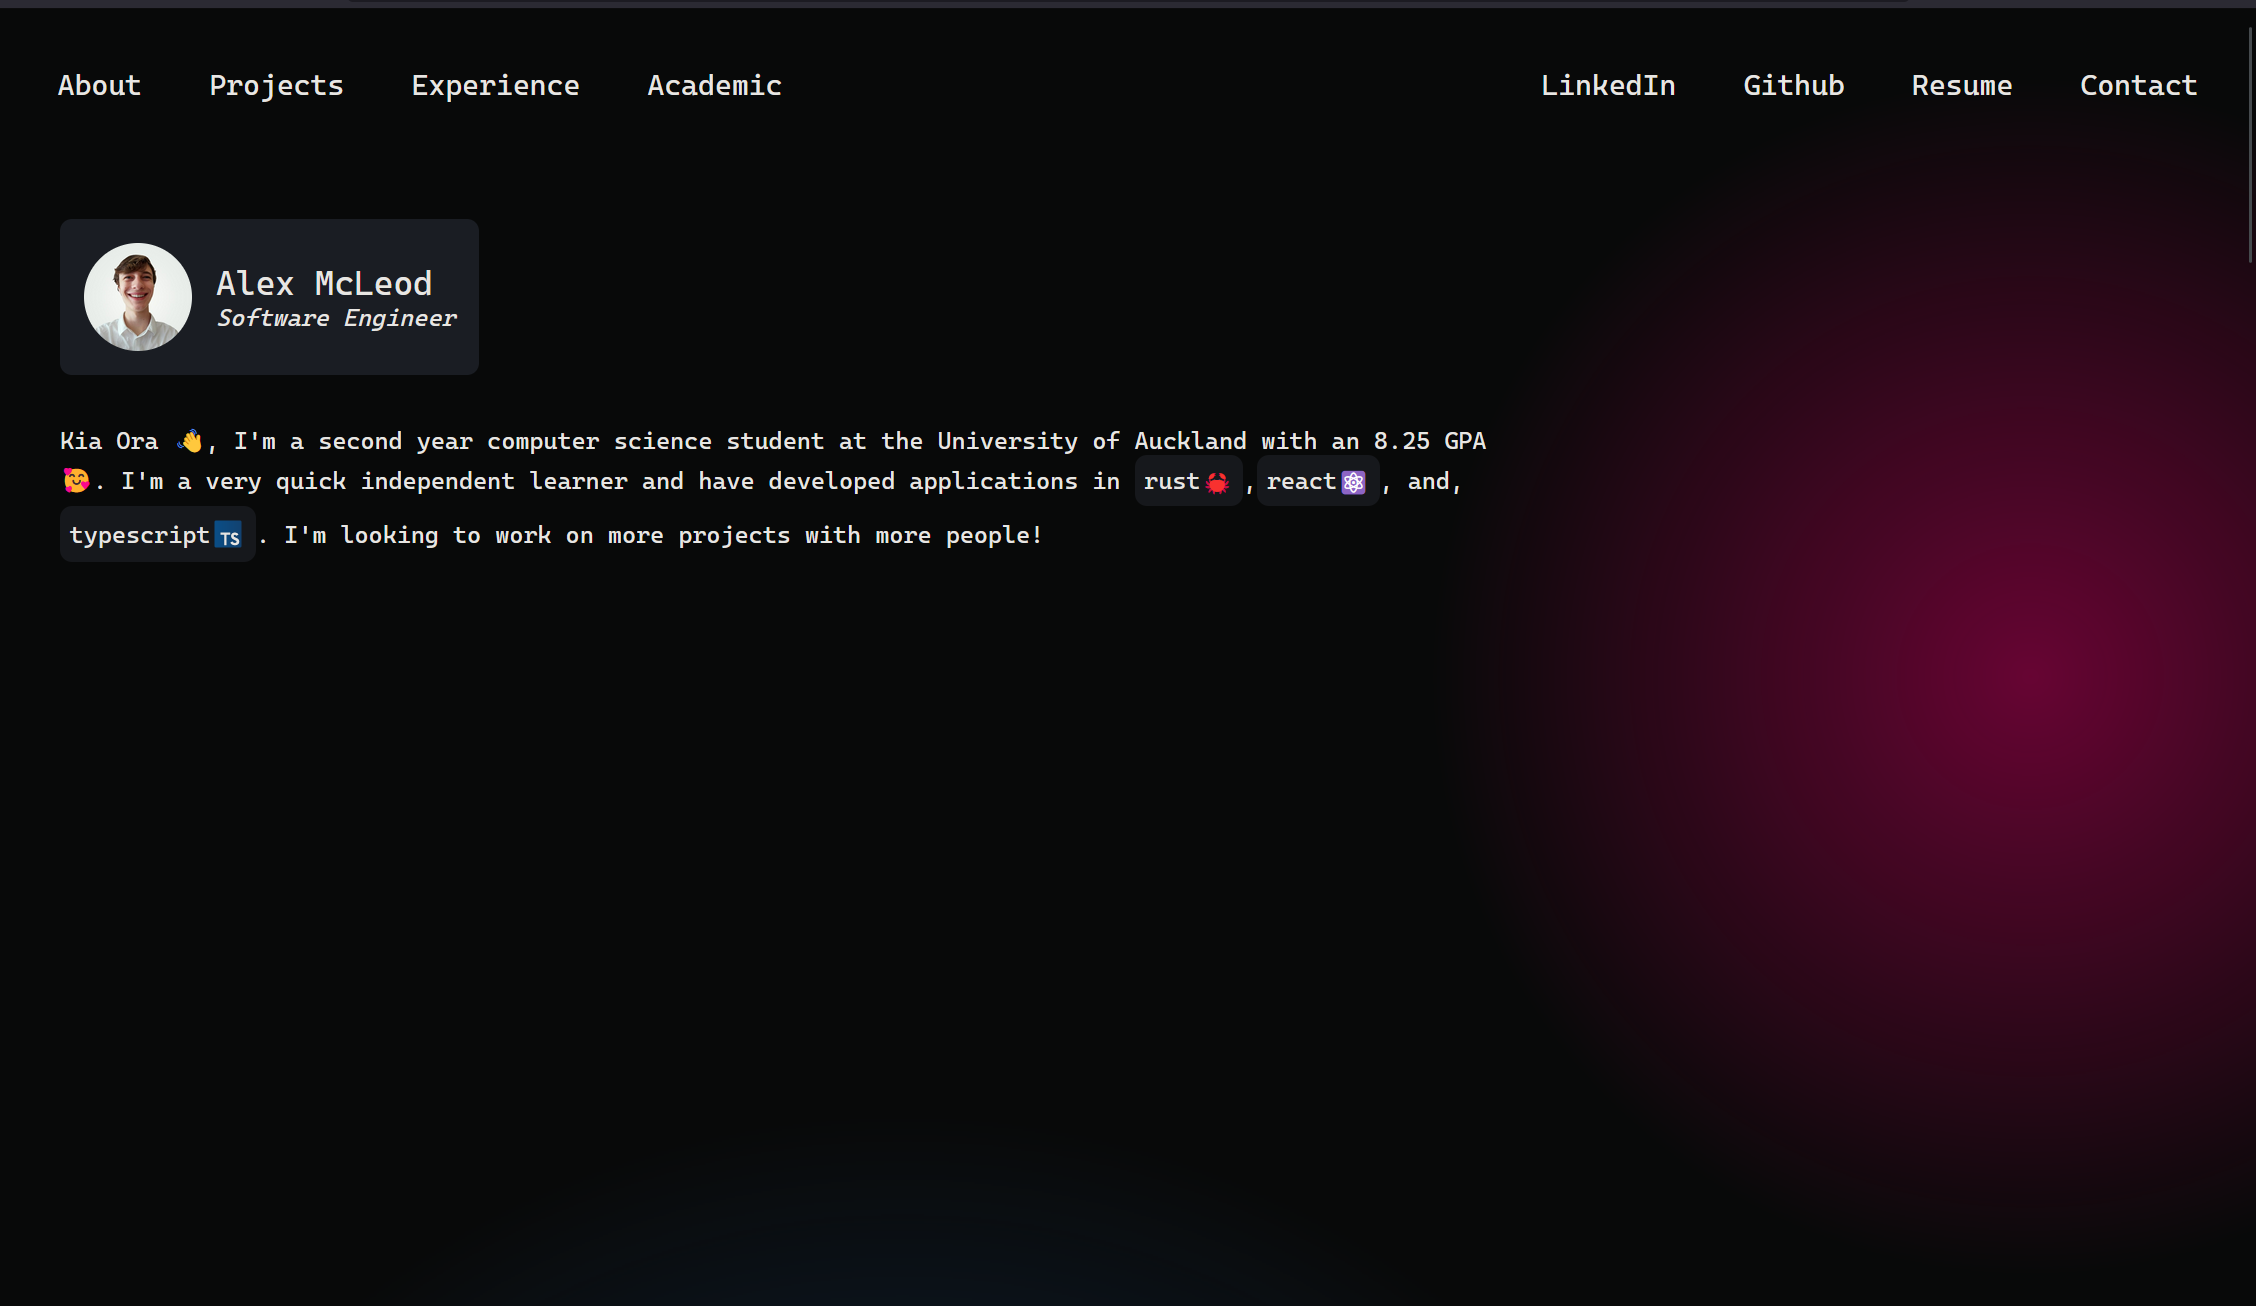 About Projects Experience Academic LinkedIn Github Resume Contact
Alex McLeod
Software Engineer
Kia Ora 👋, I'm a second year computer science student at the University of Auckland with an 8.25 GPA
🥰. I'm a very quick independent learner and have developed applications in rust🦀, react⚛️, and,
typescript TS. I'm looking to work on more projects with more people!